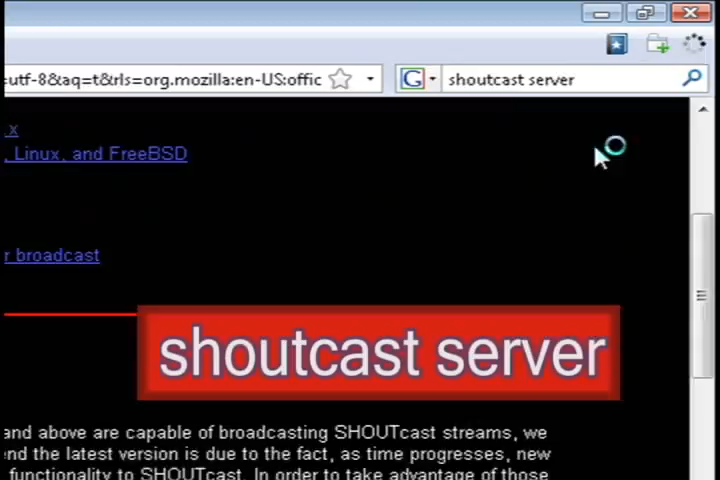 =utf-8&aq=t&rls=org.mozilla:en-US:offic
G shoutcast server
x
, Linux, and FreeBSD
r broadcast
shoutcast server
and above are capable of broadcasting SHOUTcast streams, we
end the latest version is due to the fact, as time progresses, new
functionality to SHOUTcast. In order to take advantage of those